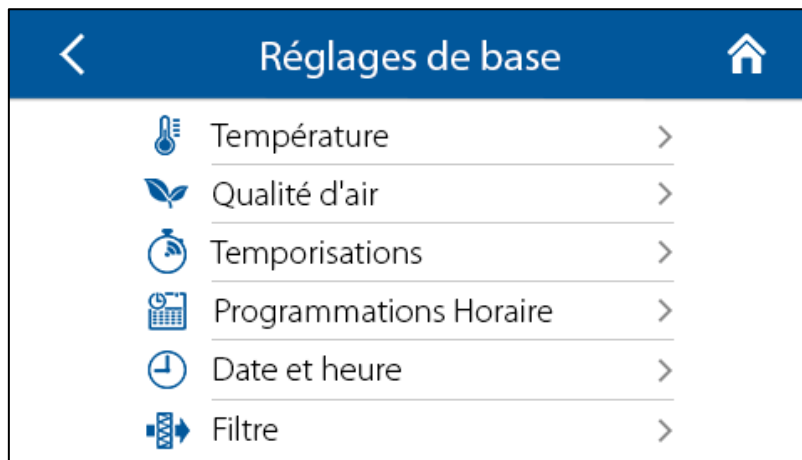 Réglages de base
Température
Qualité d'air
Temporisations
Programmations Horaire
Date et heure
Filtre